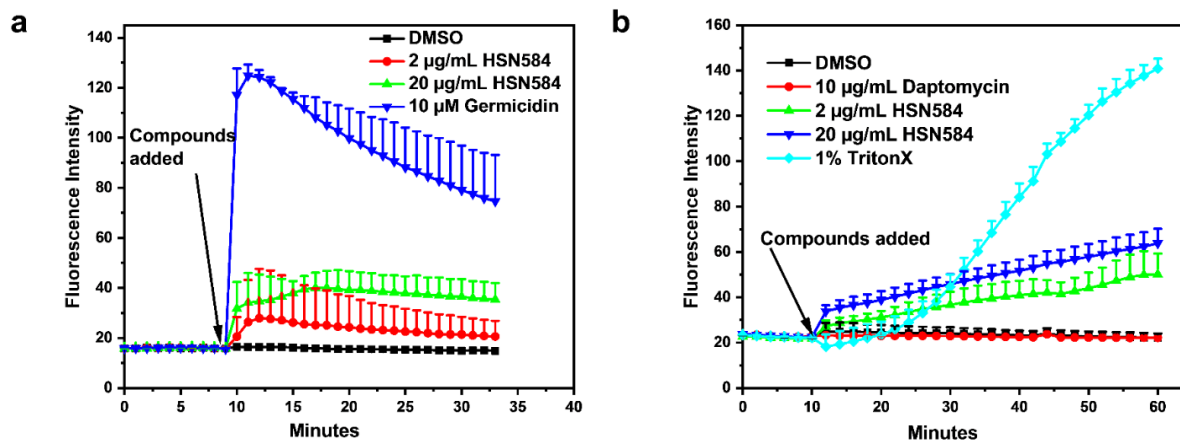 a
Fluorescence Intensity
140
120
100
80
60
40
20
0
0 5 10 15 20 25 30 35 40
Minutes
Compounds
added
DMSO
2 µg/mL HSN584
20 µg/mL HSN584
10 µM Germicidin
b
Fluorescence Intensity
160
140
120
100
80
60
40
20
0
0 10 20 30 40 50 60
Minutes
Compounds added
DMSO
10 µg/mL Daptomycin
2 µg/mL HSN584
20 µg/mL HSN584
1% TritonX